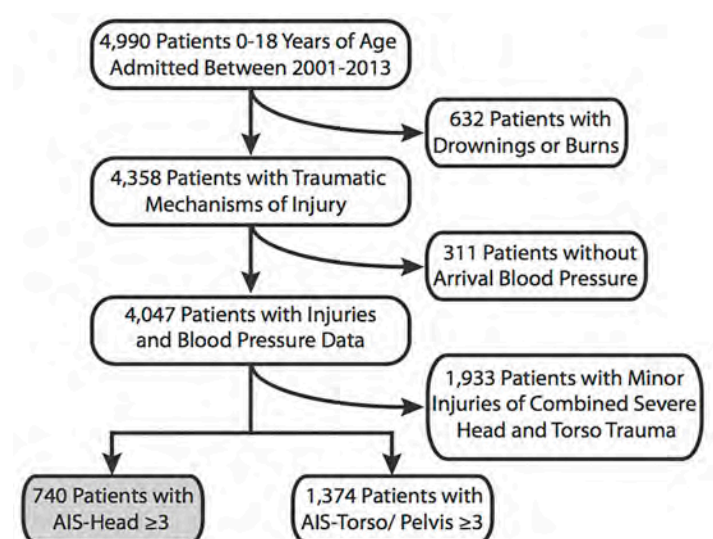 4,990 Patients 0-18 Years of Age
Admitted Between 2001-2013
632 Patients with
Drownings or Burns
4,358 Patients with Traumatic
Mechanisms of Injury
311 Patients without
Arrival Blood Pressure
4,047 Patients with Injuries
and Blood Pressure Data
1,933 Patients with Minor
Injuries of Combined Severe
Head and Torso Trauma
740 Patients with
AIS-Head ≥3
1,374 Patients with
AIS-Torso/ Pelvis ≥3